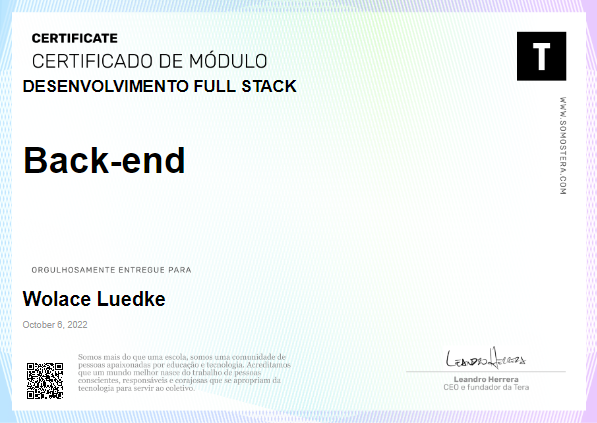 CERTIFICATE
CERTIFICADO DE MÓDULO
DESENVOLVIMENTO FULL STACK
T
WWW.SOMOSTERA.COM
Back-end
ORGULHOSAMENTE ENTREGUE PARA
Wolace Luedke
October 6, 2022
Somos mais do que uma escola, somos uma comunidade de
pessoas apaixonadas por educação e tecnologia. Acreditamos
que um mundo melhor nasce do trabalho de pessoas
conscientes, responsáveis e corajosas que se apropriam da
tecnologia para servir ao coletivo.
Leandro Herrera
Leandro Herrera
CEO e fundador da Tera